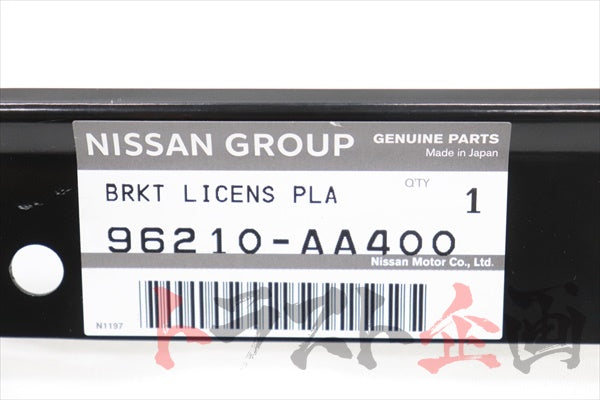 NISSAN GROUP
GENUINE PARTS
Made in Japan
BRKT LICENS PLA
Q'TY
1
96210-AA400
Nissan Motor Co., Ltd.
N1197
トラスト企画